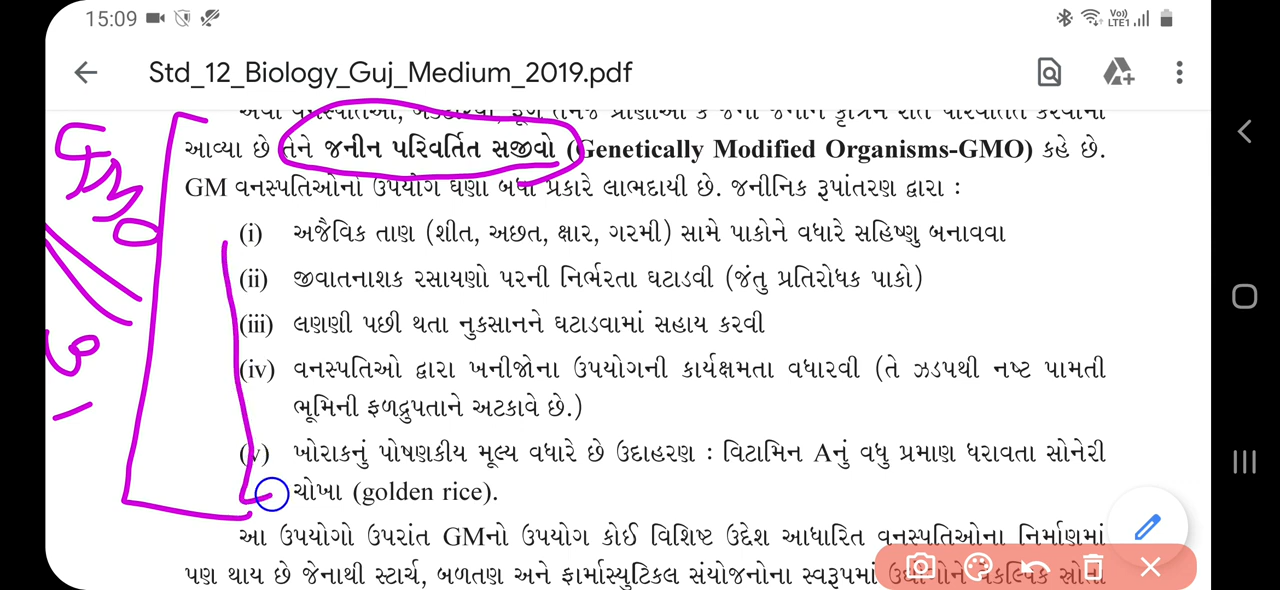 15:09 Vo) LTE1
Std_12_Biology_Guj_Medium_2019.pdf
આવ્યા છે તેને જનીન પરિવર્તિત સજીવો (Genetically Modified Organisms-GMO) કહે છે.
GM વનસ્પતિઓનો ઉપયોગ ઘણા બધા પ્રકારે લાભદાયી છે. જનીનિક રૂપાંતરણ દ્વારા :
(i) અજૈવિક તાણ (શીત, અછત, ક્ષાર, ગરમી) સામે પાકોને વધારે સહિષ્ણુ બનાવવા
(ii) જીવાતનાશક રસાયણો પરની નિર્ભરતા ઘટાડવી (જંતુ પ્રતિરોધક પાકો)
(iii) લણણી પછી થતા નુકસાનને ઘટાડવામાં સહાય કરવી
(iv) વનસ્પતિઓ દ્વારા ખનીજોના ઉપયોગની કાર્યક્ષમતા વધારવી (તે ઝડપથી નષ્ટ પામતી
ભૂમિની ફળદ્રુપતાને અટકાવે છે.)
(v) ખોરાકનું પોષણકીય મૂલ્ય વધારે છે ઉદાહરણ : વિટામિન Aનું વધુ પ્રમાણ ધરાવતા સોનેરી
ચોખા (golden rice).
આ ઉપયોગો ઉપરાંત GMનો ઉપયોગ કોઈ વિશિષ્ટ ઉદ્દેશ આધારિત વનસ્પતિઓના નિર્માણમાં
પણ થાય છે જેનાથી સ્ટાર્ચ, બળતણ અને ફાર્માસ્યુટિકલ સંયોજનોના સ્વરૂપમાં
GMO